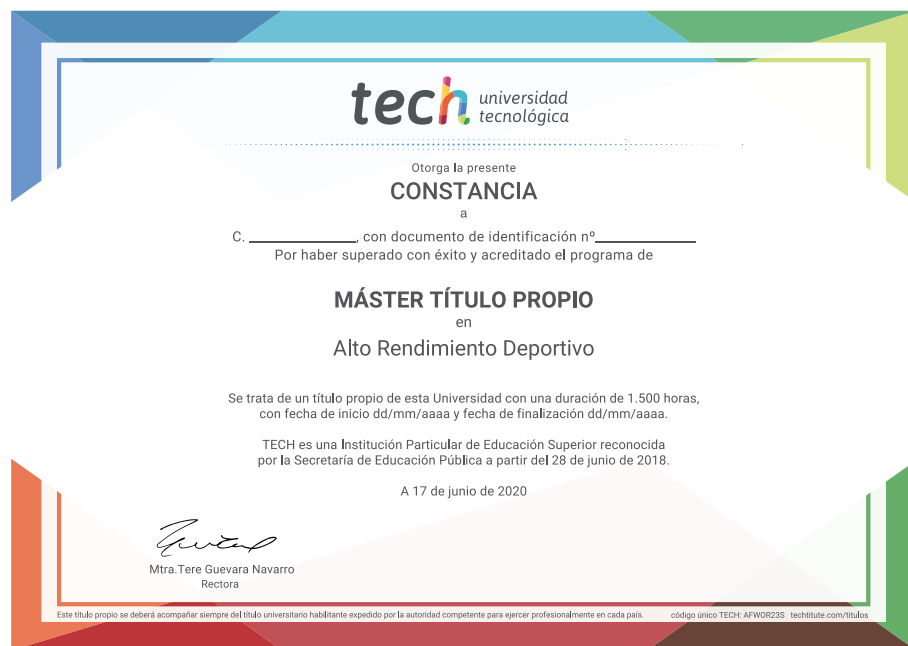 tech universidad
tecnológica
Otorga la presente
CONSTANCIA
a
C. ____________, con documento de identificación nº____________
Por haber superado con éxito y acreditado el programa de
MÁSTER TÍTULO PROPIO
en
Alto Rendimiento Deportivo
Se trata de un título propio de esta Universidad con una duración de 1.500 horas,
con fecha de inicio dd/mm/aaaa y fecha de finalización dd/mm/aaaa.
TECH es una Institución Particular de Educación Superior reconocida
por la Secretaría de Educación Pública a partir del 28 de junio de 2018.
A 17 de junio de 2020
Mtra.Tere Guevara Navarro
Rectora
Este título propio se deberá acompañar siempre del título universitario habilitante expedido por la autoridad competente para ejercer profesionalmente en cada país. código único TECH: AFWOR23S techtitute.com/títulos